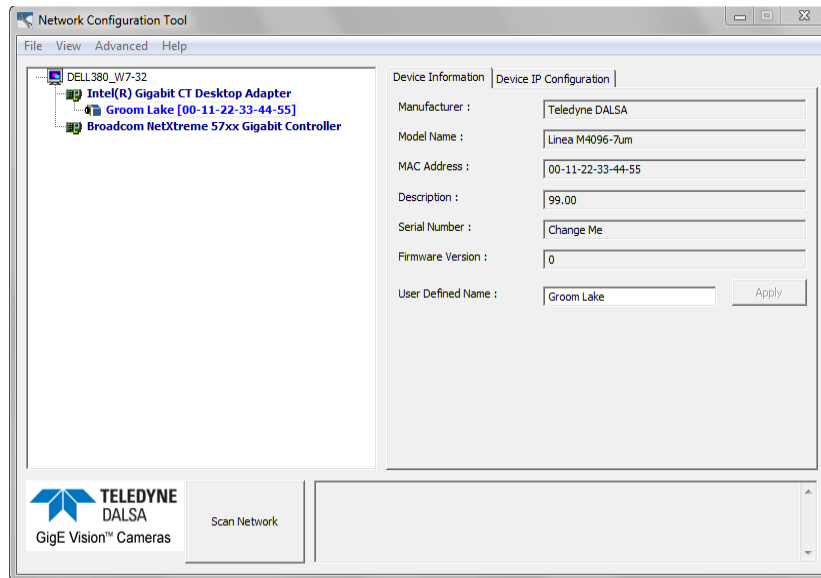 Network Configuration Tool
File View Advanced Help
DELL380_W7-32
Intel(R) Gigabit CT Desktop Adapter
Groom Lake [00-11-22-33-44-55]
Broadcom NetXtreme 57xx Gigabit Controller
Device Information Device IP Configuration
Manufacturer : Teledyne DALSA
Model Name : Linea M4096-7um
MAC Address : 00-11-22-33-44-55
Description : 99.00
Serial Number : Change Me
Firmware Version : 0
User Defined Name : Groom Lake Apply
TELEDYNE
DALSA
GigE Vision™ Cameras
Scan Network